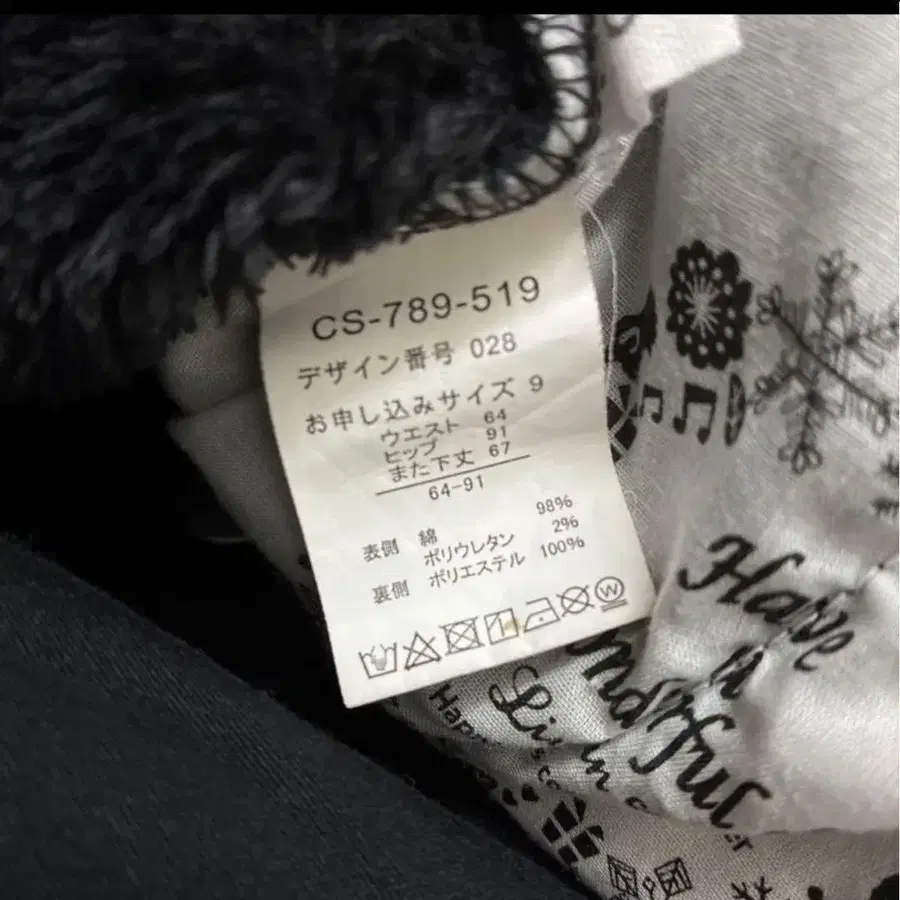 CS-789-519
デザイン番号 028
お申し込みサイズ 9
ウエスト 64
ヒップ 91
また下丈 67
64-91
表側 綿 98%
ポリウレタン 2%
裏側 ポリエステル 100%
W
Have
a
Live in